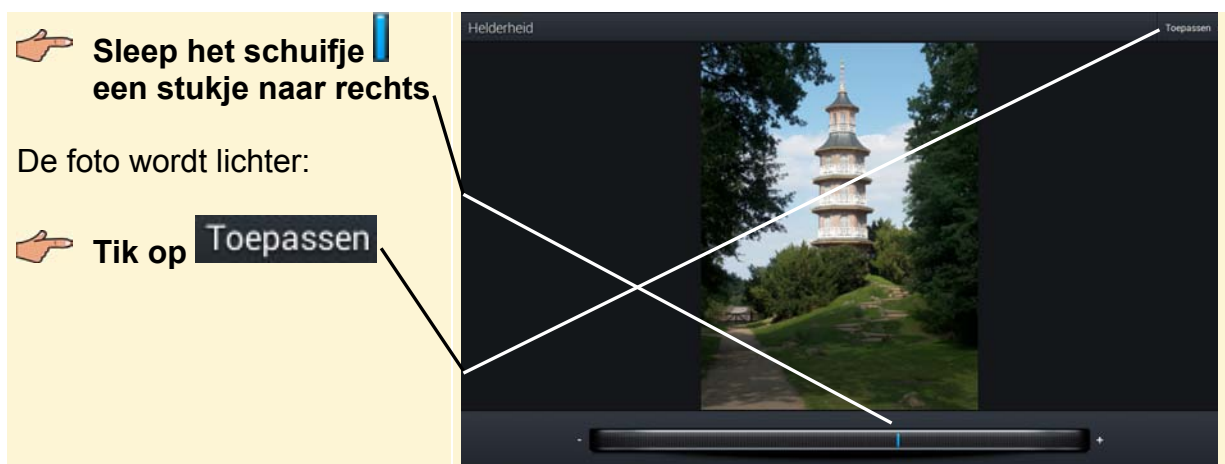 Sleep het schuifje
een stukje naar rechts
De foto wordt lichter:
Tik op Toepassen
Helderheid
Toepassen
- +